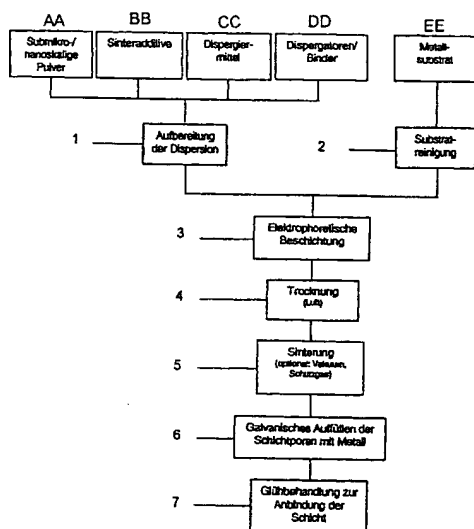 AA BB CC DD EE
Submikro-/
nanoskalige
Pulver
Sinteradditive
Dispergier-
mittel
Dispergatoren/
Binder
Metall-
substrat
1
Aufbereitung
der Dispersion
2
Substrat-
reinigung
3
Elektrophoretische
Beschichtung
4
Trocknung
(Luft)
5
Sinterung
(optional: Vakuum,
Schutzgas)
6
Galvanisches Auffüllen der
Schichtporen mit Metall
7
Glühbehandlung zur
Anbindung der
Schicht